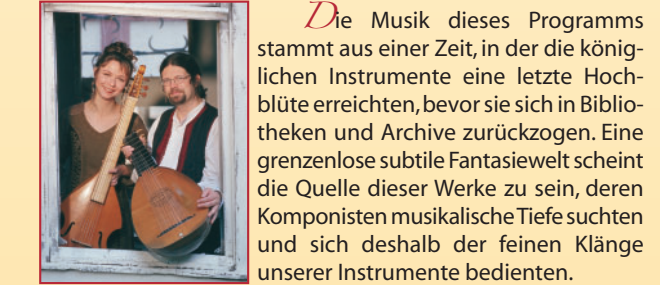 Die Musik dieses Programms
stammt aus einer Zeit, in der die könig-
lichen Instrumente eine letzte Hoch-
blüte erreichten, bevor sie sich in Biblio-
theken und Archive zurückzogen. Eine
grenzenlose subtile Fantasiewelt scheint
die Quelle dieser Werke zu sein, deren
Komponisten musikalische Tiefe suchten
und sich deshalb der feinen Klänge
unserer Instrumente bedienten.